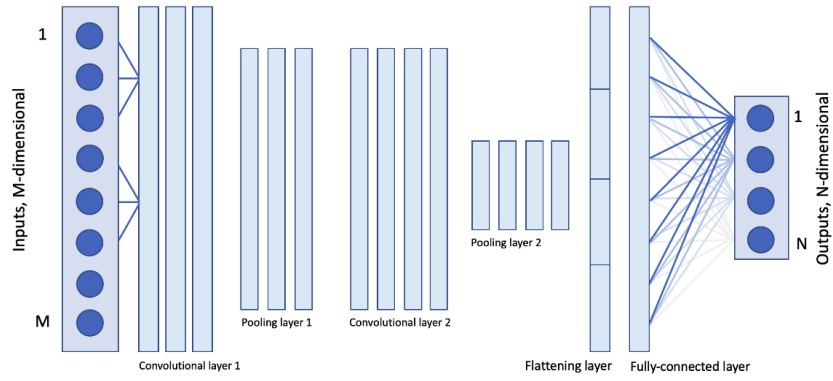 Inputs, M-dimensional
1
M
Convolutional layer 1
Pooling layer 1
Convolutional layer 2
Pooling layer 2
Flattening layer
Fully-connected layer
1
N
Outputs, N-dimensional